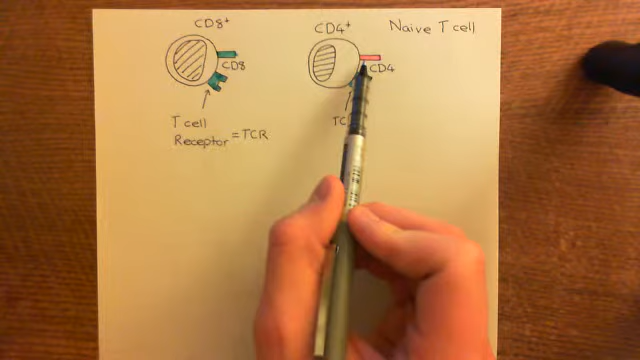 CD8⁺
CD4⁺
Naive T cell
CD8
CD4
T cell
Receptor = TCR